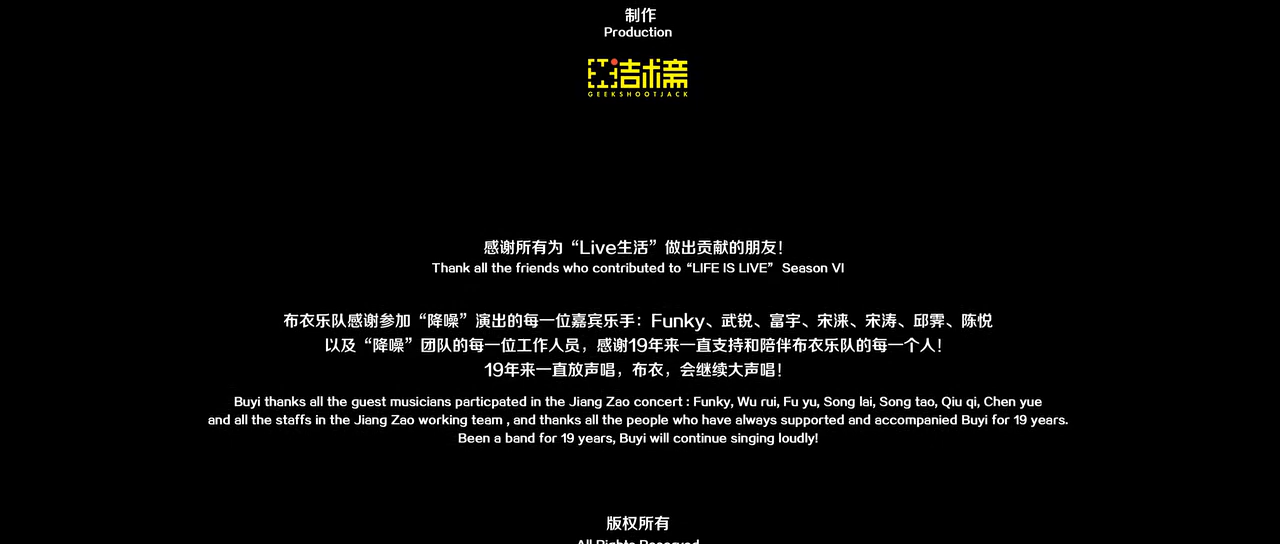 制作
Production
GEEKSHOOTJACK
感谢所有为“Live生活”做出贡献的朋友！
Thank all the friends who contributed to “LIFE IS LIVE” Season VI
布衣乐队感谢参加“降噪”演出的每一位嘉宾乐手：Funky、武锐、富宇、宋涞、宋涛、邱霁、陈悦
以及“降噪”团队的每一位工作人员，感谢19年来一直支持和陪伴布衣乐队的每一个人！
19年来一直放声唱，布衣，会继续大声唱！
Buyi thanks all the guest musicians particpated in the Jiang Zao concert : Funky, Wu rui, Fu yu, Song lai, Song tao, Qiu qi, Chen yue
and all the staffs in the Jiang Zao working team , and thanks all the people who have always supported and accompanied Buyi for 19 years.
Been a band for 19 years, Buyi will continue singing loudly!
版权所有
All Rights Reserved